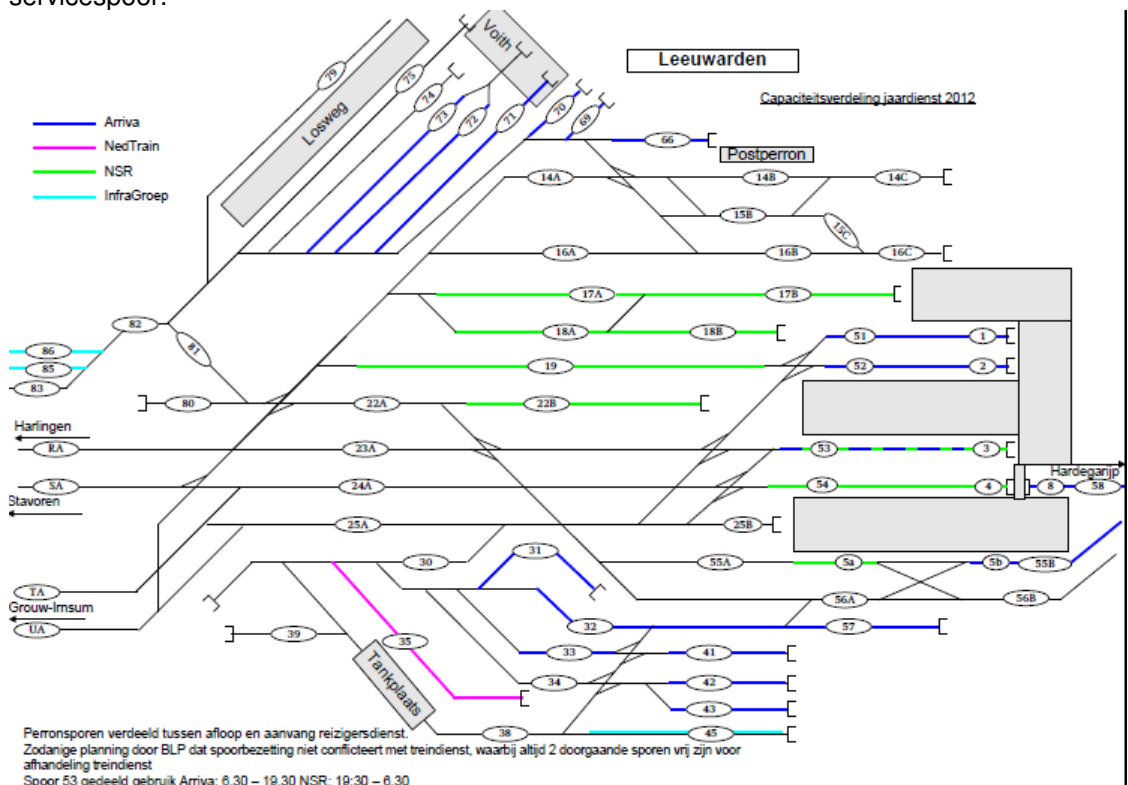 servicespoor.
Leeuwarden
Capaciteitsverdeling jaardienst 2012
Arriva
NedTrain
NSR
InfraGroep
Losweg
Voith
Postperron
79
75
74
73
72
71
70
69
66
14A
14B
14C
15B
15C
16A
16B
16C
17A
17B
18A
18B
51
1
19
52
2
82
81
86
85
83
80
22A
22B
Harlingen
RA
23A
53
3
Hardegarijp
SA
24A
54
4
8
58
Stavoren
25A
25B
31
30
55A
5a
5b
55B
TA
Grouw-Irnsum
UA
56A
56B
32
57
39
35
33
41
Tankplaats
34
42
43
38
45
Perronsporen verdeeld tussen afloop en aanvang reizigersdienst.
Zodanige planning door BLP dat spoorbezetting niet conflicteert met treindienst, waarbij altijd 2 doorgaande sporen vrij zijn voor
afhandeling treindienst
Spoor 53 gedeeld gebruik Arriva: 6.30 – 19.30 NSR: 19:30 – 6.30